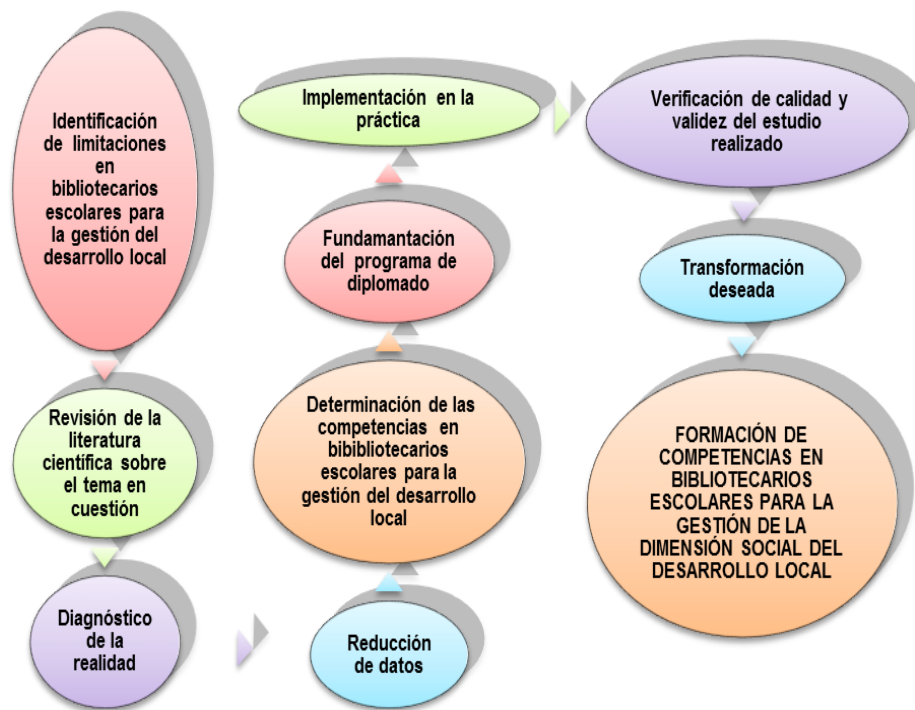 Identificación
de limitaciones
en
bibliotecarios
escolares para
la gestión del
desarrollo local
Revisión de la
literatura
científica sobre
el tema en
cuestión
Diagnóstico
de la
realidad
Reducción
de datos
Determinación de las
competencias en
bibibliotecarios
escolares para la
gestión del desarrollo
local
Fundamantación
del programa de
diplomado
Implementación en la
práctica
Verificación de calidad y
validez del estudio
realizado
Transformación
deseada
FORMACIÓN DE
COMPETENCIAS EN
BIBLIOTECARIOS
ESCOLARES PARA LA
GESTIÓN DE LA
DIMENSIÓN SOCIAL DEL
DESARROLLO LOCAL